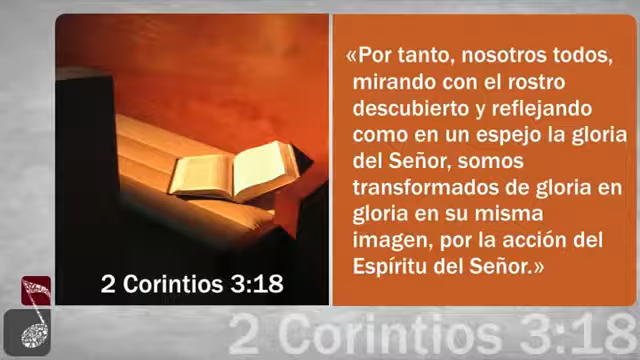 «Por tanto, nosotros todos,
mirando con el rostro
descubierto y reflejando
como en un espejo la gloria
del Señor, somos
transformados de gloria en
gloria en su misma
imagen, por la acción del
Espíritu del Señor.»
2 Corintios 3:18
2 Corintios 3:18